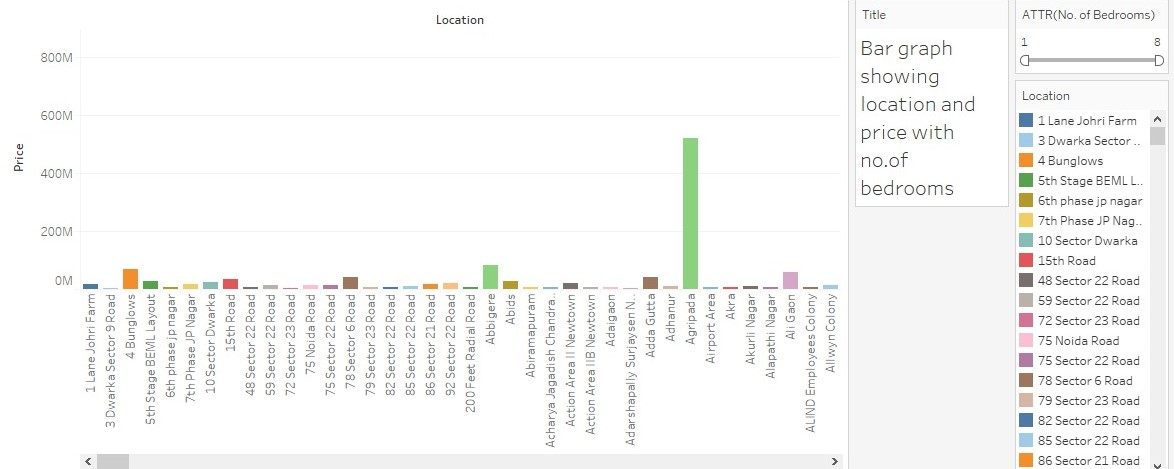 Location
Price
800M
600M
400M
200M
0M
1 Lane Johri Farm
3 Dwarka Sector 9 Road
4 Bunglows
5th Stage BEML Layout
6th phase jp nagar
7th Phase JP Nagar
10 Sector Dwarka
15th Road
48 Sector 22 Road
59 Sector 22 Road
72 Sector 23 Road
75 Noida Road
75 Sector 22 Road
78 Sector 6 Road
79 Sector 23 Road
82 Sector 22 Road
85 Sector 22 Road
86 Sector 21 Road
92 Sector 22 Road
200 Feet Radial Road
Abbigere
Abids
Abiramapuram
Acharya Jagadish Chandra..
Action Area II Newtown
Action Area IIB Newtown
Adaigaon
Adarshapally Surjaysen N..
Adda Gutta
Adhanur
Agripada
Airport Area
Akra
Akurli Nagar
Alapathi Nagar
Ali Gaon
ALIND Employees Colony
Allwyn Colony
Title
Bar graph
showing
location and
price with
no.of
bedrooms
ATTR(No. of Bedrooms)
1 8
Location
1 Lane Johri Farm
3 Dwarka Sector ..
4 Bunglows
5th Stage BEML L..
6th phase jp nagar
7th Phase JP Nag..
10 Sector Dwarka
15th Road
48 Sector 22 Road
59 Sector 22 Road
72 Sector 23 Road
75 Noida Road
75 Sector 22 Road
78 Sector 6 Road
79 Sector 23 Road
82 Sector 22 Road
85 Sector 22 Road
86 Sector 21 Road